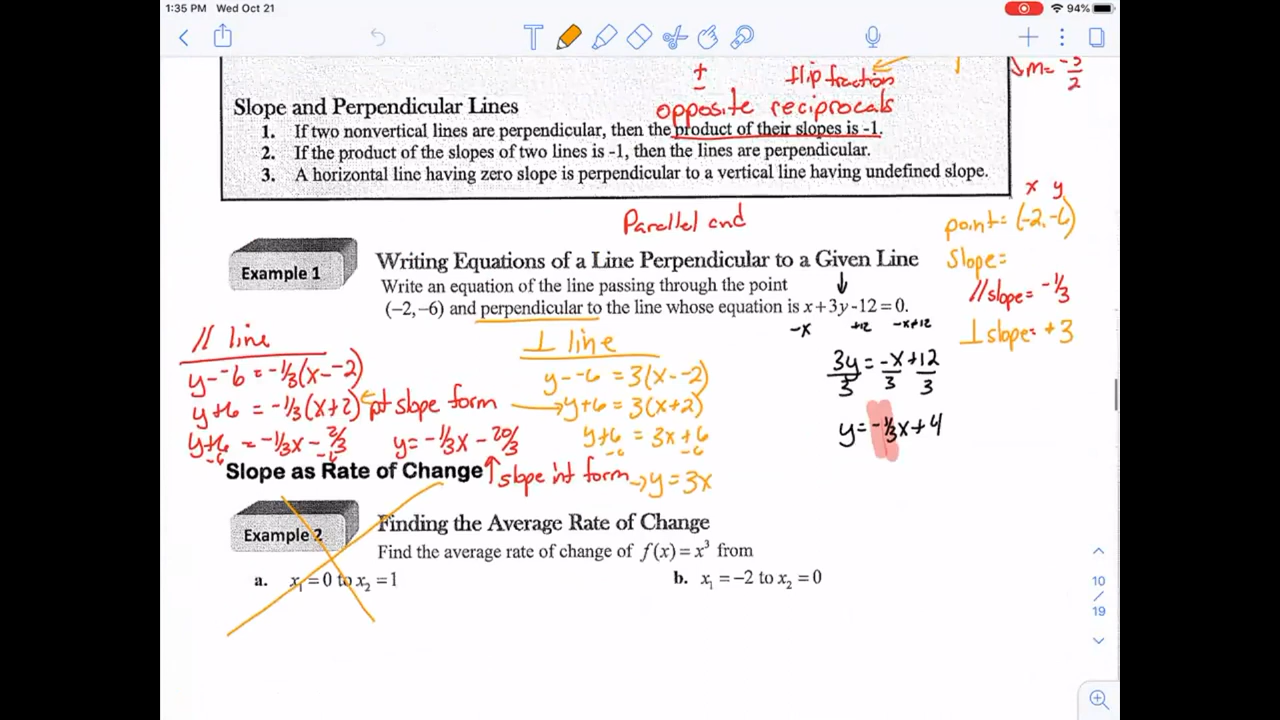 1:35 PM Wed Oct 21
94%
T
± flip fraction
opposite reciprocals
Slope and Perpendicular Lines
1. If two nonvertical lines are perpendicular, then the product of their slopes is -1.
2. If the product of the slopes of two lines is -1, then the lines are perpendicular.
3. A horizontal line having zero slope is perpendicular to a vertical line having undefined slope.
Parallel and
Example 1
Writing Equations of a Line Perpendicular to a Given Line
Write an equation of the line passing through the point
(−2,−6) and perpendicular to the line whose equation is x+3y-12=0.
-x +12 -x+12
x y
point= (-2,-6)
Slope=
// slope= -1/3
⊥ slope= +3
3y = -x+12
3 3 3
y= -1/3x+4
// line
y--6 = -1/3(x--2)
y+6 = -1/3(x+2) ← pt slope form
y+6 = -1/3x - 2/3
-6 -6
y= -1/3x - 20/3
⊥ line
y--6 = 3(x--2)
y+6 = 3(x+2)
y+6 = 3x+6
-6 -6
slope int form → y=3x
Slope as Rate of Change
Example 2
Finding the Average Rate of Change
Find the average rate of change of f(x)=x³ from
a. x₁=0 to x₂=1
b. x₁=−2 to x₂=0
10
/
19